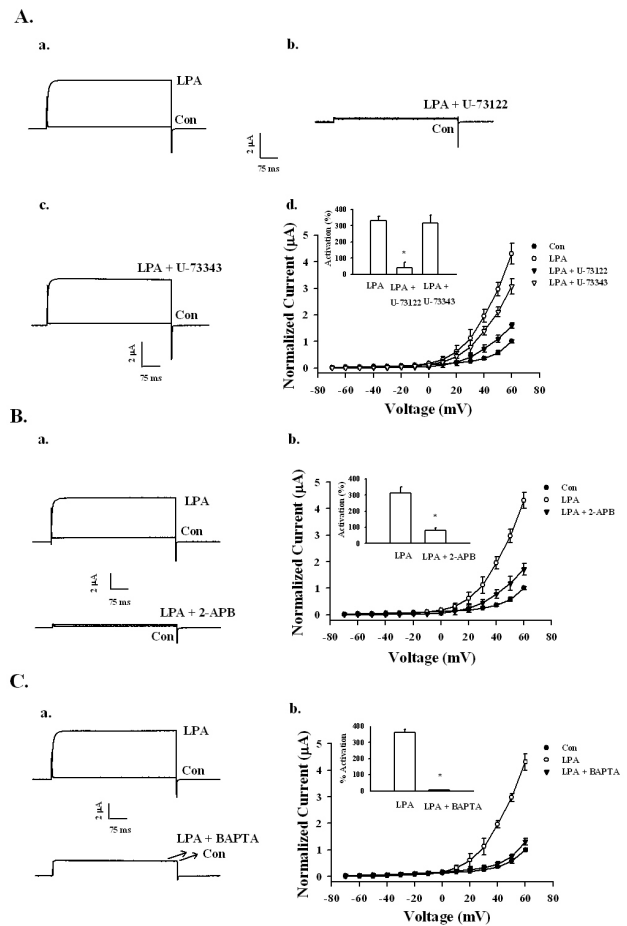 A.
a.
LPA
Con
2 μA
75 ms
b.
LPA + U-73122
Con
c.
LPA + U-73343
Con
2 μA
75 ms
d.
Normalized Current (μA)
5
4
3
2
1
0
-80 -60 -40 -20 0 20 40 60 80
Voltage (mV)
Activation (%)
400
300
200
100
0
*
LPA LPA + U-73122 LPA + U-73343
Con
LPA
LPA + U-73122
LPA + U-73343
B.
a.
LPA
Con
2 μA
75 ms
LPA + 2-APB
Con
b.
Normalized Current (μA)
5
4
3
2
1
0
-80 -60 -40 -20 0 20 40 60 80
Voltage (mV)
Activation (%)
400
300
200
100
0
*
LPA LPA + 2-APB
Con
LPA
LPA + 2-APB
C.
a.
LPA
Con
2 μA
75 ms
LPA + BAPTA
Con
b.
Normalized Current (μA)
5
4
3
2
1
0
-80 -60 -40 -20 0 20 40 60 80
Voltage (mV)
% Activation
400
300
200
100
0
*
LPA LPA + BAPTA
Con
LPA
LPA + BAPTA